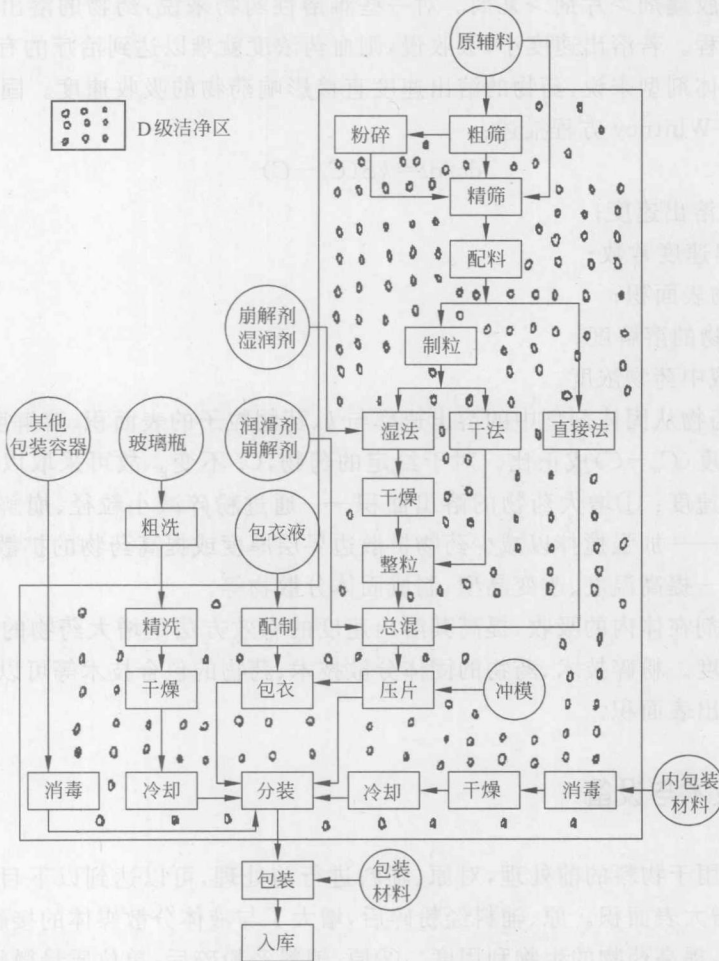 原辅料
D级洁净区
粉碎
粗筛
精筛
配料
崩解剂
湿润剂
制粒
其他
包装容器
玻璃瓶
润滑剂
崩解剂
湿法
干法
直接法
粗洗
包衣液
干燥
整粒
精洗
配制
总混
干燥
包衣
压片
冲模
消毒
冷却
分装
冷却
干燥
消毒
内包装
材料
包装
包装
材料
入库